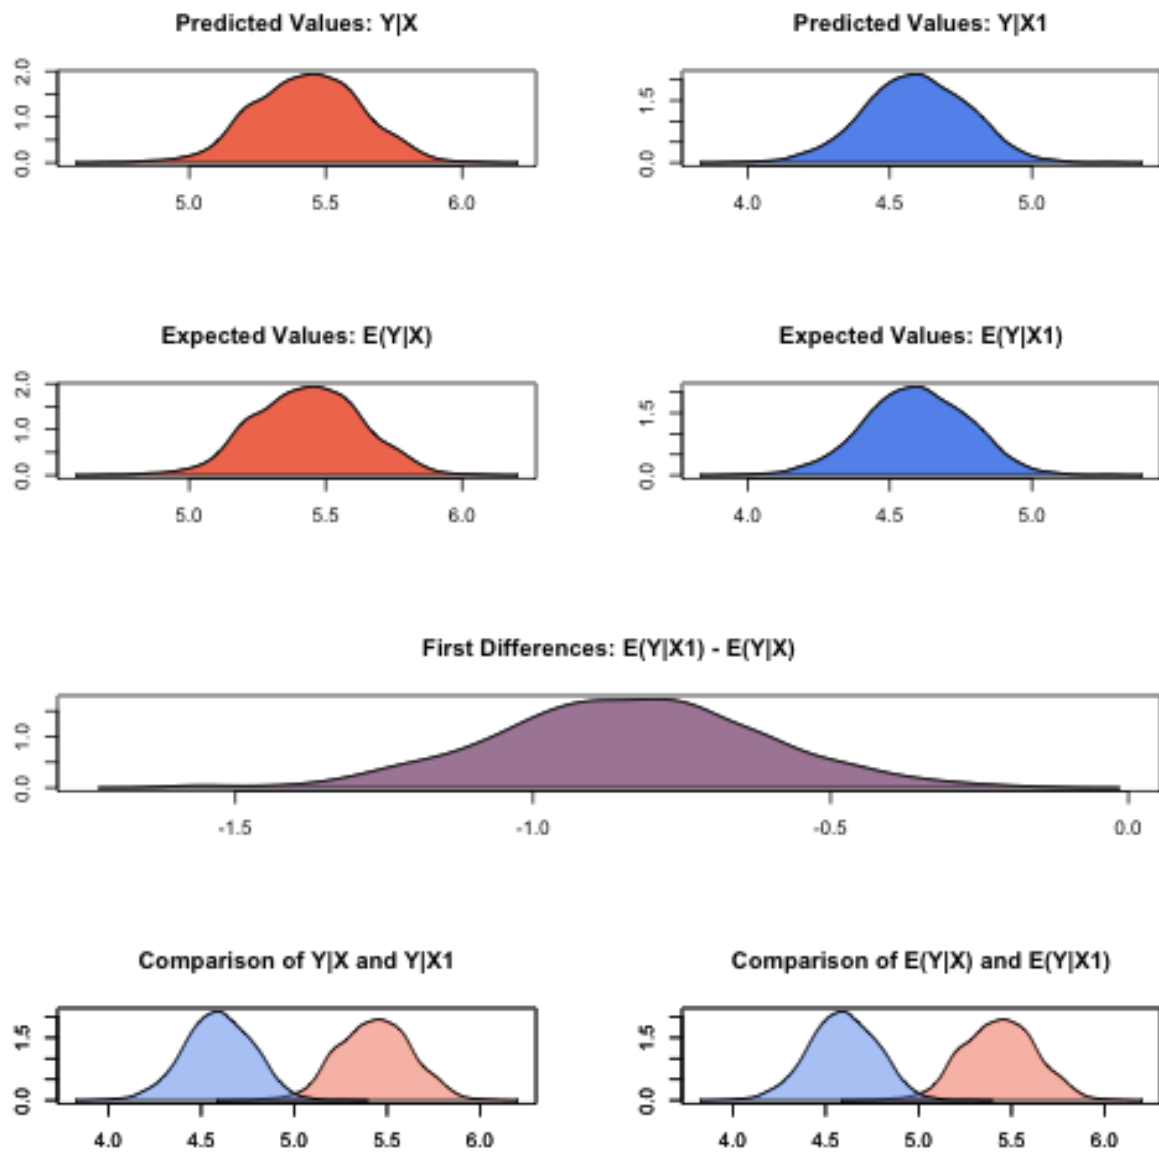 Predicted Values: Y|X
2.0
1.0
0.0
5.0 5.5 6.0
Predicted Values: Y|X1
1.5
0.0
4.0 4.5 5.0
Expected Values: E(Y|X)
2.0
1.0
0.0
5.0 5.5 6.0
Expected Values: E(Y|X1)
1.5
0.0
4.0 4.5 5.0
First Differences: E(Y|X1) - E(Y|X)
1.0
0.0
-1.5 -1.0 -0.5 0.0
Comparison of Y|X and Y|X1
1.5
0.0
4.0 4.5 5.0 5.5 6.0
Comparison of E(Y|X) and E(Y|X1)
1.5
0.0
4.0 4.5 5.0 5.5 6.0